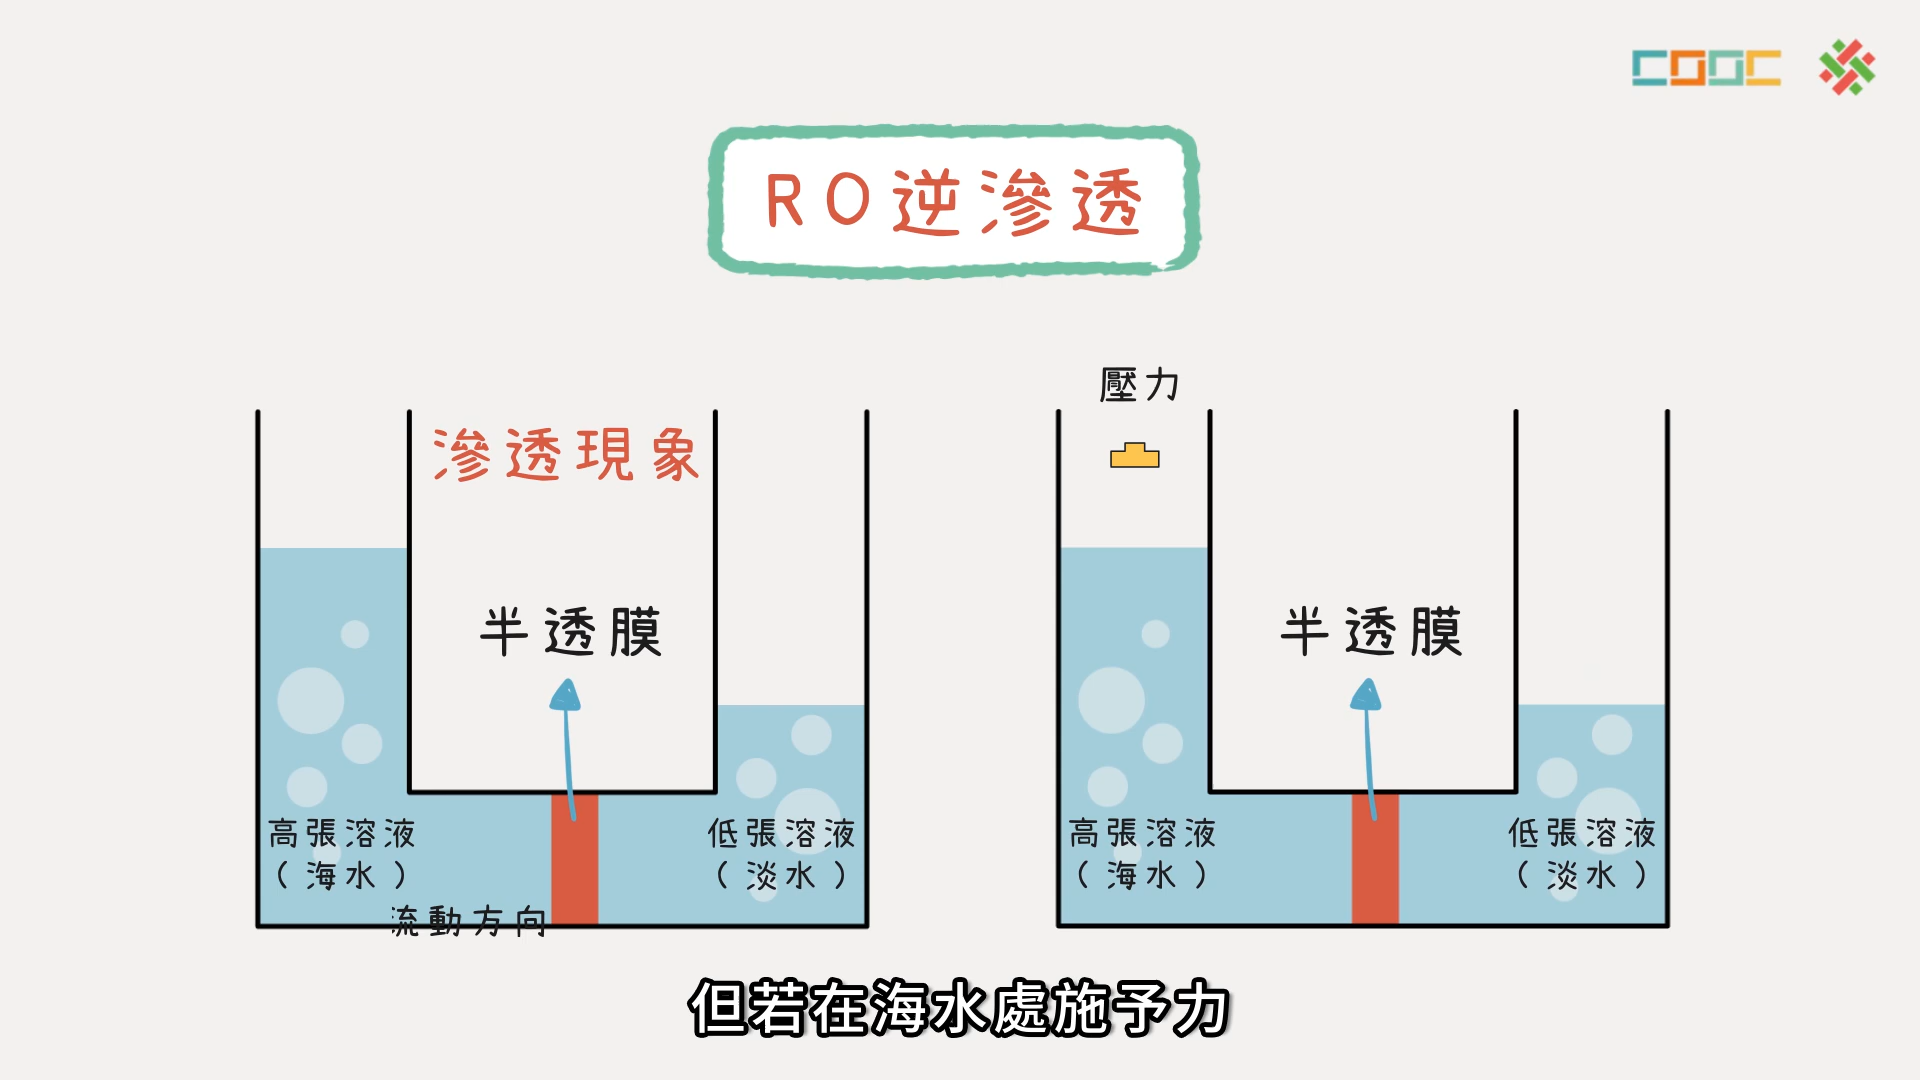 COOC
RO逆滲透
滲透現象
半透膜
高張溶液
（海水）
低張溶液
（淡水）
流動方向
壓力
半透膜
高張溶液
（海水）
低張溶液
（淡水）
但若在海水處施予力